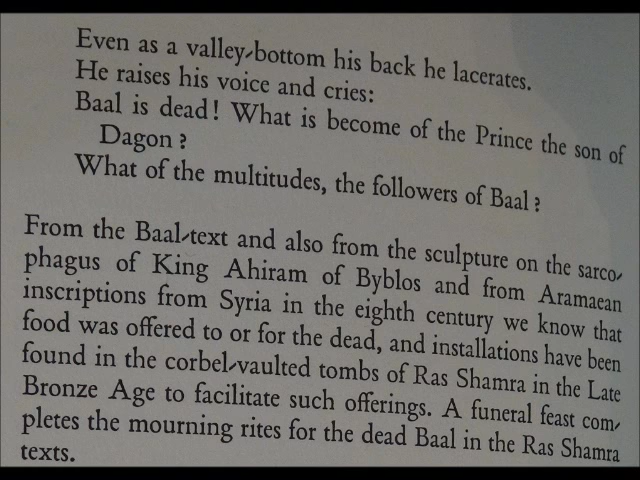 Even as a valley-bottom his back he lacerates.
He raises his voice and cries:
Baal is dead! What is become of the Prince the son of
Dagon?
What of the multitudes, the followers of Baal?
From the Baal-text and also from the sculpture on the sarco-
phagus of King Ahiram of Byblos and from Aramaean
inscriptions from Syria in the eighth century we know that
food was offered to or for the dead, and installations have been
found in the corbel-vaulted tombs of Ras Shamra in the Late
Bronze Age to facilitate such offerings. A funeral feast com-
pletes the mourning rites for the dead Baal in the Ras Shamra
texts.